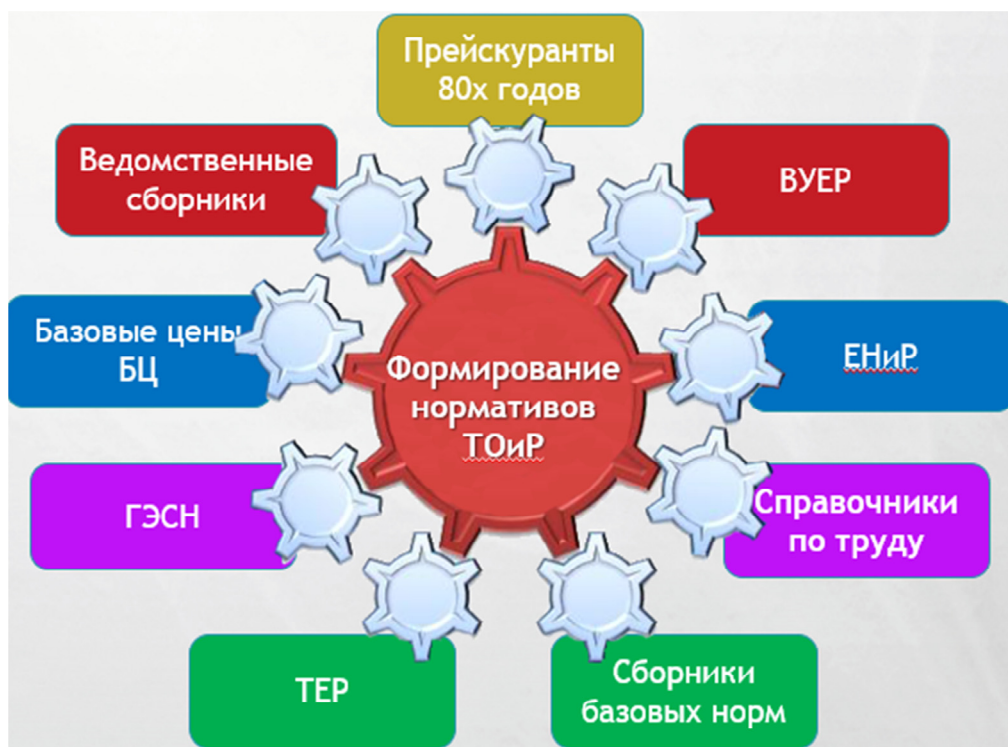 Прейскуранты
80х годов
Ведомственные
сборники
ВУЕР
Базовые цены
БЦ
ЕНиР
Формирование
нормативов
ТОиР
ГЭСН
Справочники
по труду
ТЕР
Сборники
базовых норм